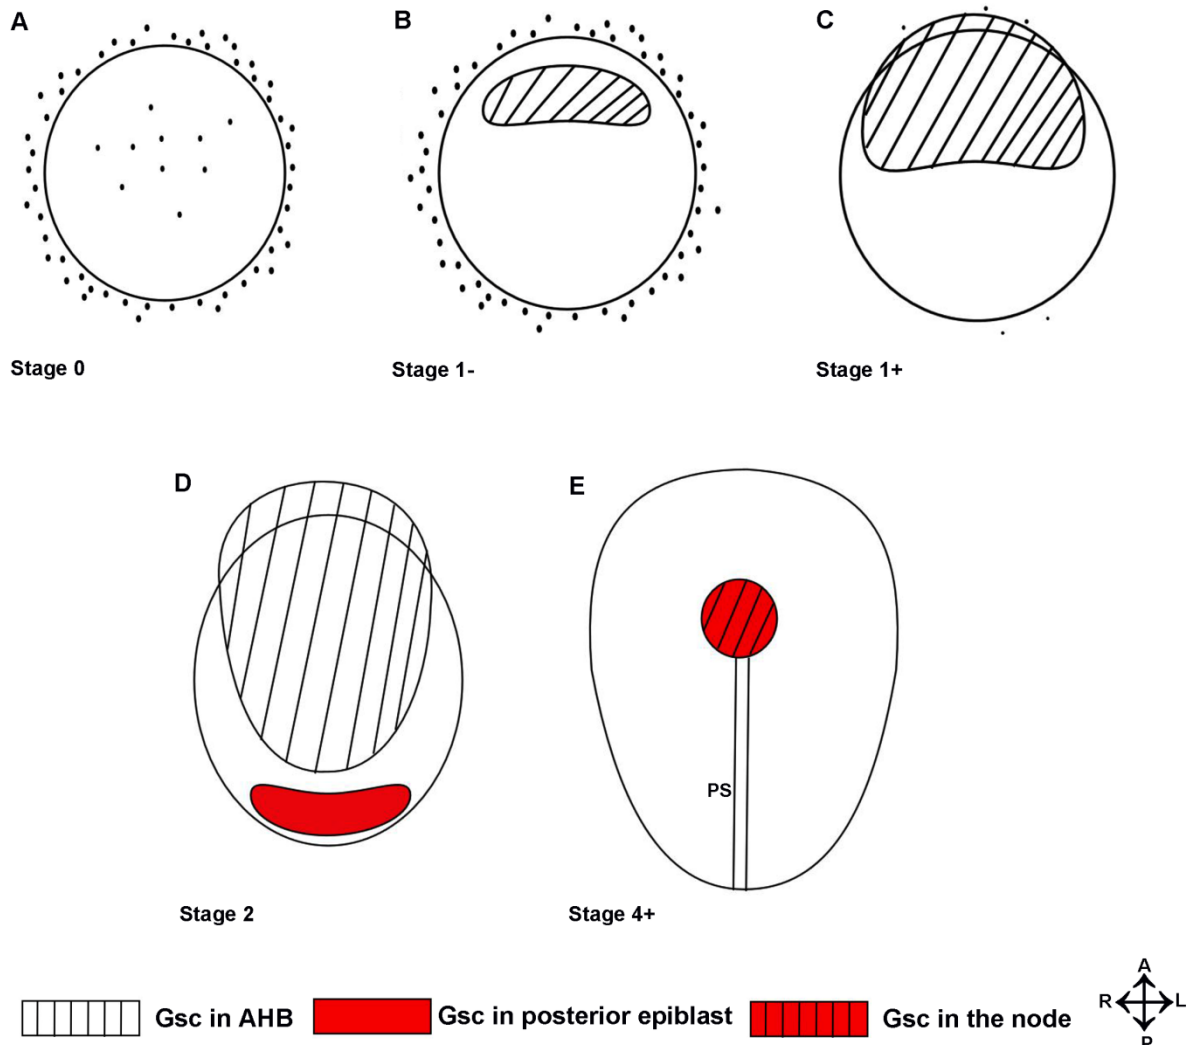 A
B
C
Stage 0
Stage 1-
Stage 1+
D
E
PS
Stage 2
Stage 4+
Gsc in AHB
Gsc in posterior epiblast
Gsc in the node
A
R
L
P